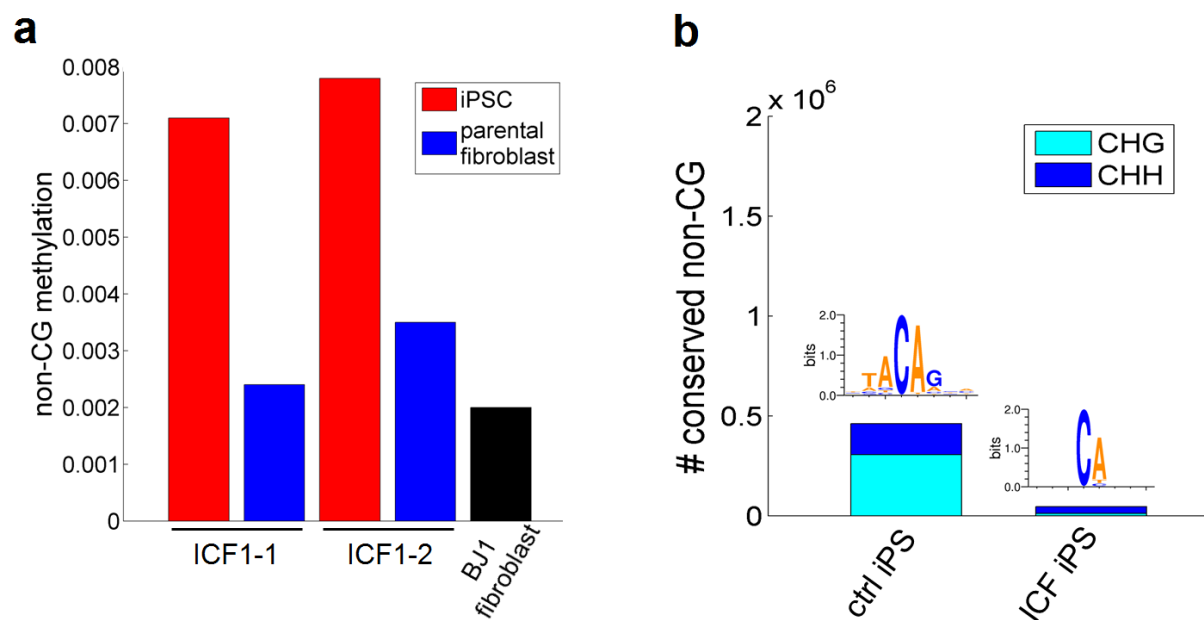 a
non-CG methylation
0.008
0.007
0.008
0.005
0.004
0.003
0.002
0.001
0
iPSC
parental
fibroblast
ICF1-1
ICF1-2
BJ1
fibroblast
b
# conserved non-CG
2 x 10^6
1.5
1
0.5
0
CHG
CHH
bits
2.0
1.0
0.0
TACAG
bits
2.0
1.0
0.0
CA
ctrl iPS
ICF iPS